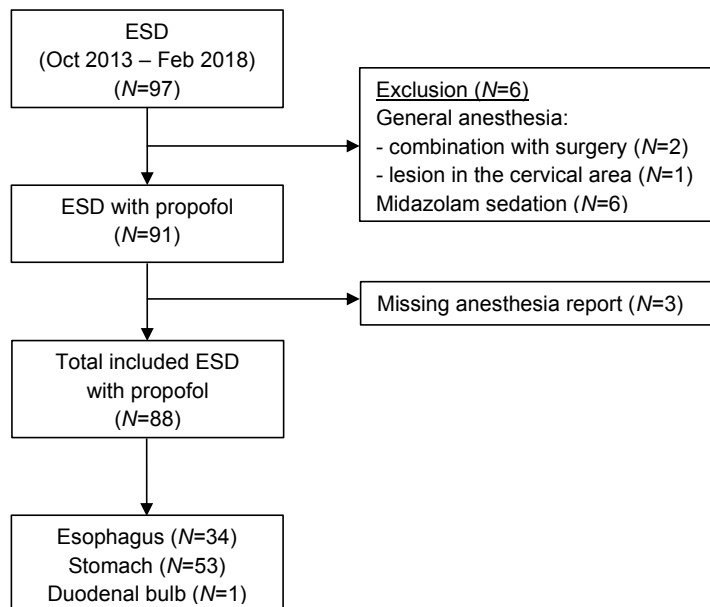 ESD
(Oct 2013 – Feb 2018)
(N=97)
Exclusion (N=6)
General anesthesia:
- combination with surgery (N=2)
- lesion in the cervical area (N=1)
Midazolam sedation (N=6)
ESD with propofol
(N=91)
Missing anesthesia report (N=3)
Total included ESD
with propofol
(N=88)
Esophagus (N=34)
Stomach (N=53)
Duodenal bulb (N=1)